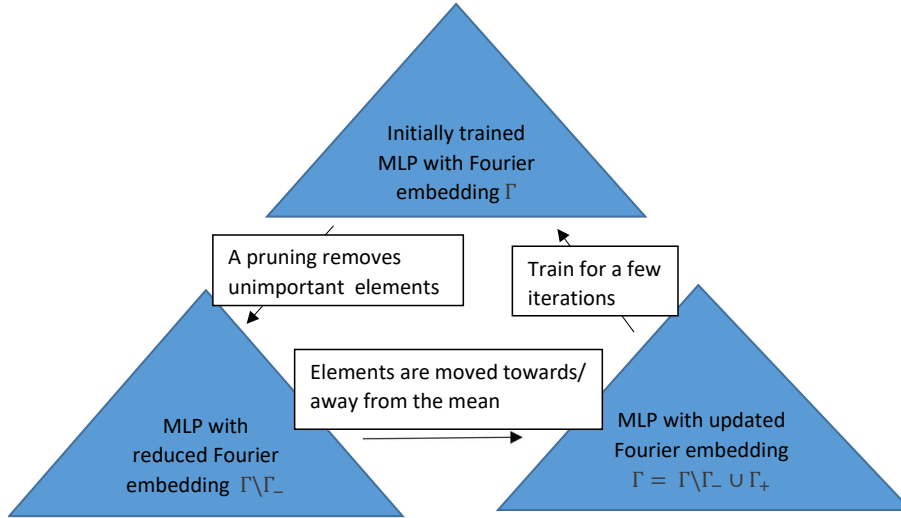 Initially trained
MLP with Fourier
embedding Γ
A pruning removes
unimportant elements
Train for a few
iterations
Elements are moved towards/
away from the mean
MLP with
reduced Fourier
embedding Γ\Γ₋
MLP with updated
Fourier embedding
Γ = Γ\Γ₋ ∪ Γ₊